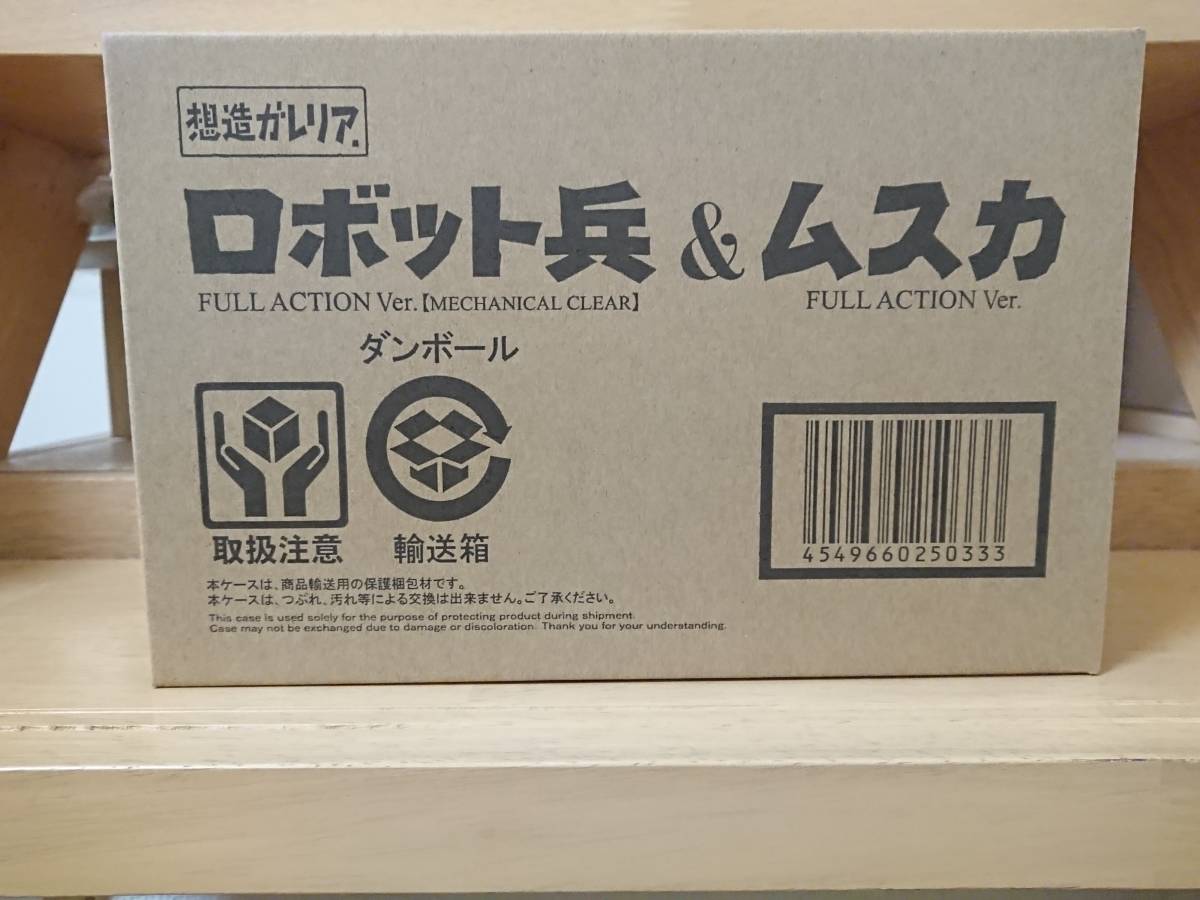 想造ガレリア.
ロボット兵 & ムスカ
FULL ACTION Ver.【MECHANICAL CLEAR】 FULL ACTION Ver.
ダンボール
取扱注意 輸送箱
4549660250333
本ケースは、商品輸送用の保護梱包材です。
本ケースは、つぶれ、汚れ等による交換は出来ません。ご了承ください。
This case is used solely for the purpose of protecting product during shipment.
Case may not be exchanged due to damage or discoloration. Thank you for your understanding.